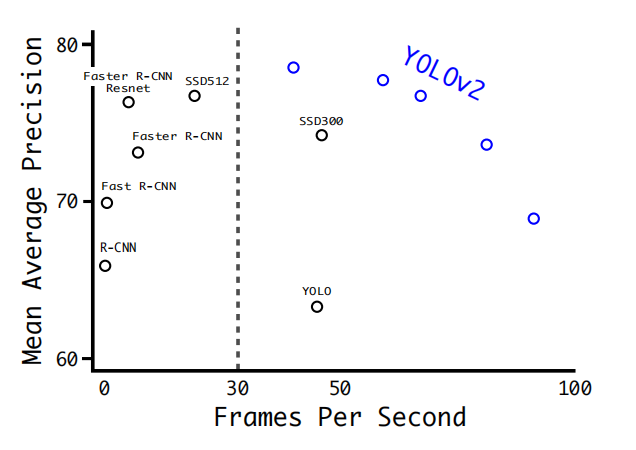 80
Faster R-CNN
Resnet
SSD512
YOLOv2
SSD300
Faster R-CNN
Fast R-CNN
70
R-CNN
YOLO
60
Mean Average Precision
0 30 50 100
Frames Per Second